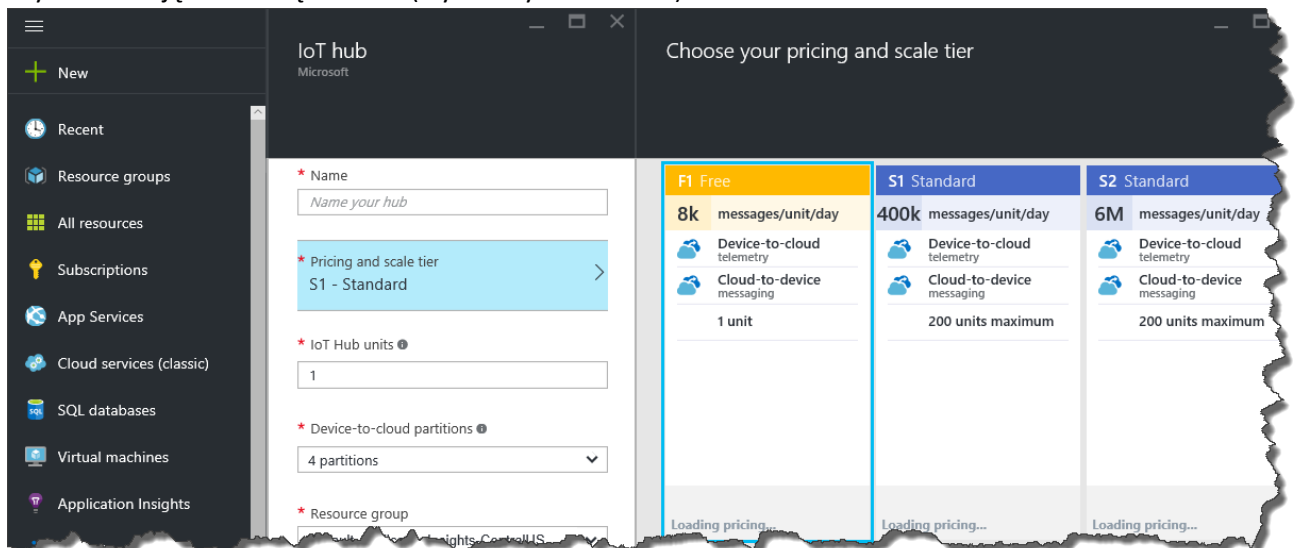 IoT hub
Microsoft
Choose your pricing and scale tier
New
Recent
Resource groups
All resources
Subscriptions
App Services
Cloud services (classic)
SQL databases
Virtual machines
Application Insights
* Name
Name your hub
* Pricing and scale tier
S1 - Standard
* IoT Hub units
1
* Device-to-cloud partitions
4 partitions
* Resource group
F1 Free
8k messages/unit/day
Device-to-cloud
telemetry
Cloud-to-device
messaging
1 unit
Loading pricing...
S1 Standard
400k messages/unit/day
Device-to-cloud
telemetry
Cloud-to-device
messaging
200 units maximum
Loading pricing...
S2 Standard
6M messages/unit/day
Device-to-cloud
telemetry
Cloud-to-device
messaging
200 units maximum
Loading pricing...